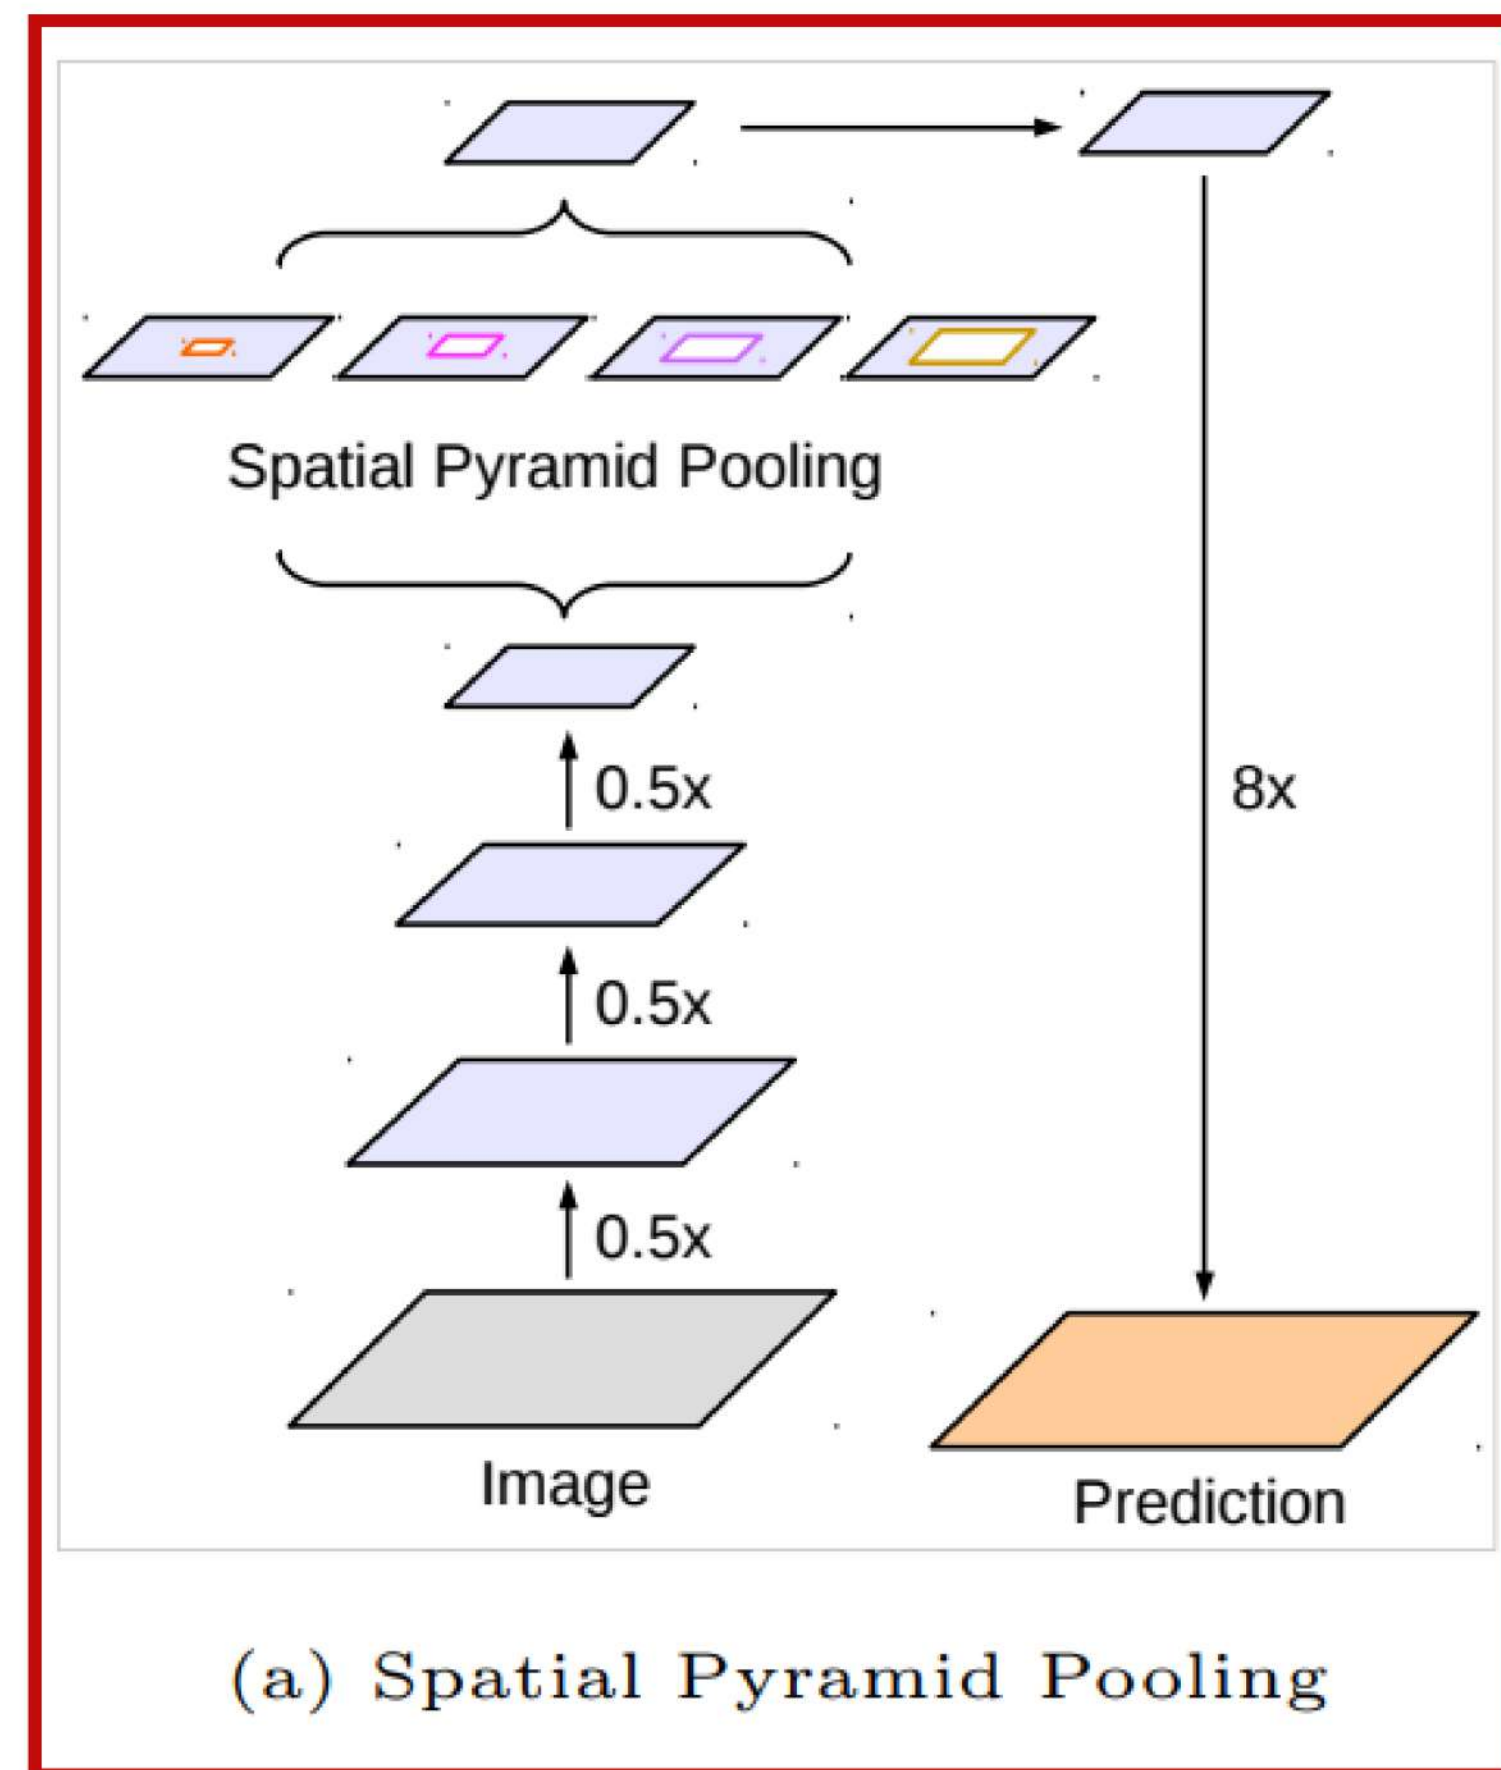 Spatial Pyramid Pooling
0.5x
8x
0.5x
0.5x
Image
Prediction
(a) Spatial Pyramid Pooling